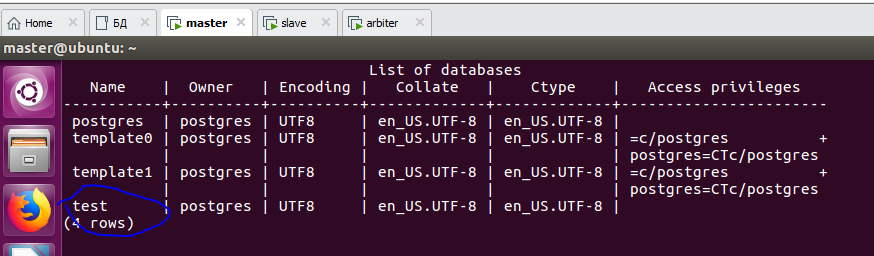 Home БД master slave arbiter
master@ubuntu: ~
List of databases
Name | Owner | Encoding | Collate | Ctype | Access privileges
-----------+----------+----------+-------------+-------------+-----------------------
postgres | postgres | UTF8 | en_US.UTF-8 | en_US.UTF-8 |
template0 | postgres | UTF8 | en_US.UTF-8 | en_US.UTF-8 | =c/postgres +
| | | | | postgres=CTc/postgres
template1 | postgres | UTF8 | en_US.UTF-8 | en_US.UTF-8 | =c/postgres +
| | | | | postgres=CTc/postgres
test | postgres | UTF8 | en_US.UTF-8 | en_US.UTF-8 |
(4 rows)